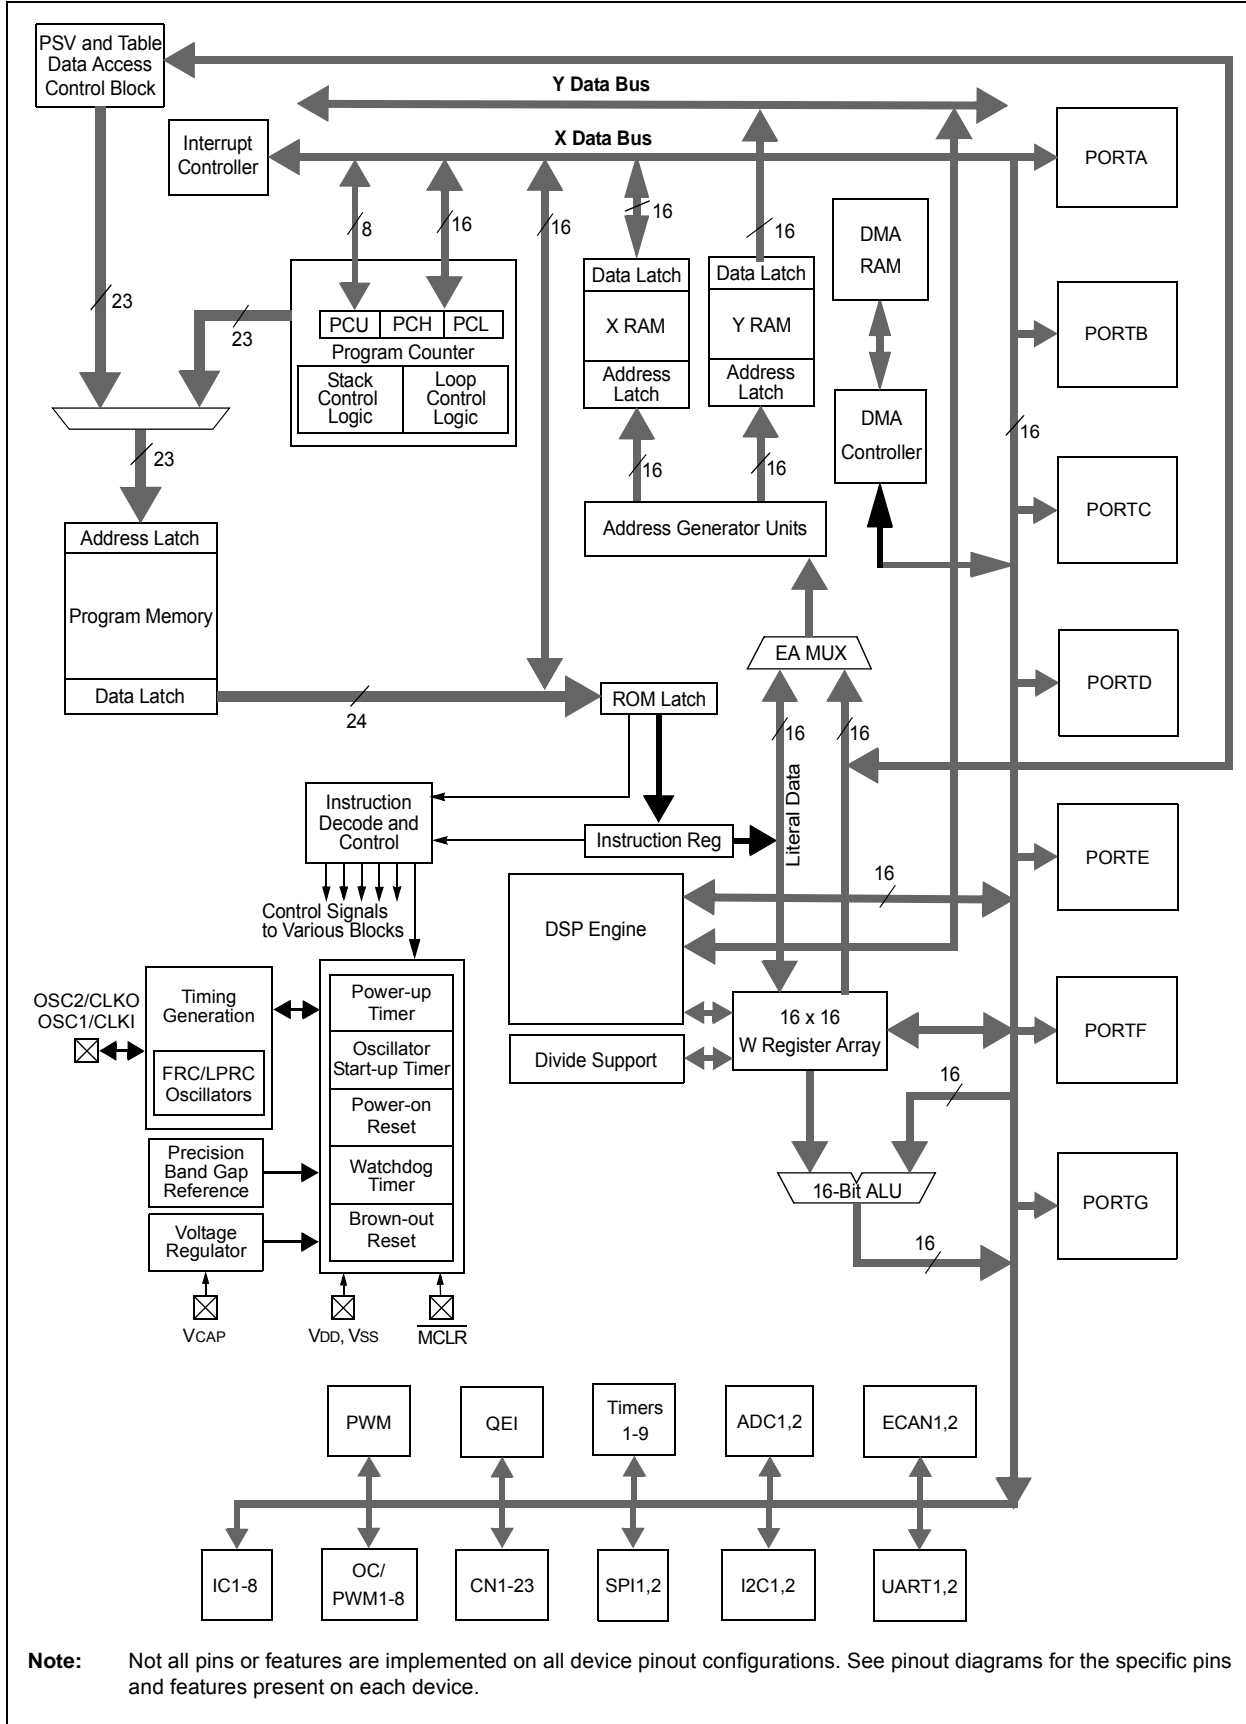 PSV and Table
Data Access
Control Block
Y Data Bus
X Data Bus
Interrupt
Controller
PORTA
8
16
16
16
16
DMA
RAM
Data Latch
X RAM
Address
Latch
Data Latch
Y RAM
Address
Latch
23
23
PCU
PCH
PCL
Program Counter
Stack
Control
Logic
Loop
Control
Logic
PORTB
DMA
Controller
16
23
16
16
PORTC
Address Generator Units
Address Latch
Program Memory
Data Latch
EA MUX
PORTD
24
ROM Latch
16
16
Literal Data
Instruction
Decode and
Control
Instruction Reg
PORTE
Control Signals
to Various Blocks
DSP Engine
16
OSC2/CLKO
OSC1/CLKI
Timing
Generation
FRC/LPRC
Oscillators
Power-up
Timer
Oscillator
Start-up Timer
Power-on
Reset
Watchdog
Timer
Brown-out
Reset
16 x 16
W Register Array
PORTF
Divide Support
16
Precision
Band Gap
Reference
Voltage
Regulator
16-Bit ALU
PORTG
16
VCAP
VDD, VSS
MCLR
PWM
QEI
Timers
1-9
ADC1,2
ECAN1,2
IC1-8
OC/
PWM1-8
CN1-23
SPI1,2
I2C1,2
UART1,2
Note: Not all pins or features are implemented on all device pinout configurations. See pinout diagrams for the specific pins
and features present on each device.